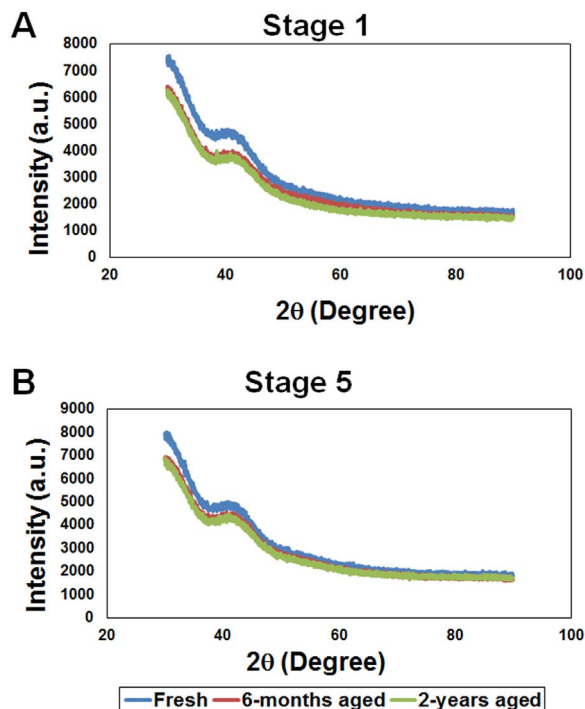 A
Stage 1
Intensity (a.u.)
8000
7000
6000
5000
4000
3000
2000
1000
0
20 40 60 80 100
2θ (Degree)
B
Stage 5
Intensity (a.u.)
9000
8000
7000
6000
5000
4000
3000
2000
1000
0
20 40 60 80 100
2θ (Degree)
Fresh 6-months aged 2-years aged